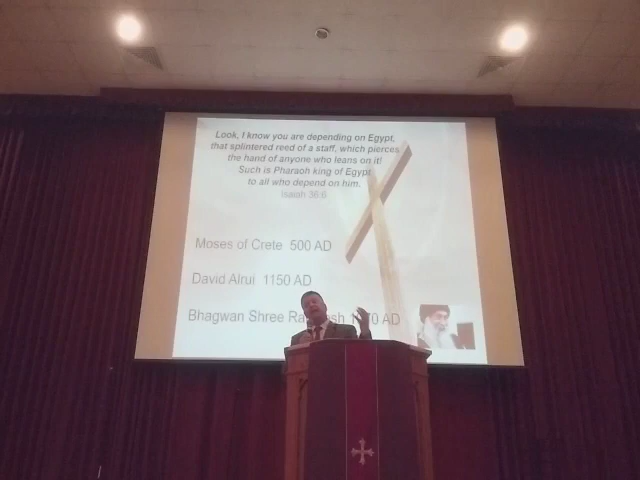 Look, I know you are depending on Egypt,
that splintered reed of a staff, which pierces
the hand of anyone who leans on it!
Such is Pharaoh king of Egypt
to all who depend on him.
Isaiah 36:6
Moses of Crete 500 AD
David Alrui 1150 AD
Bhagwan Shree AD